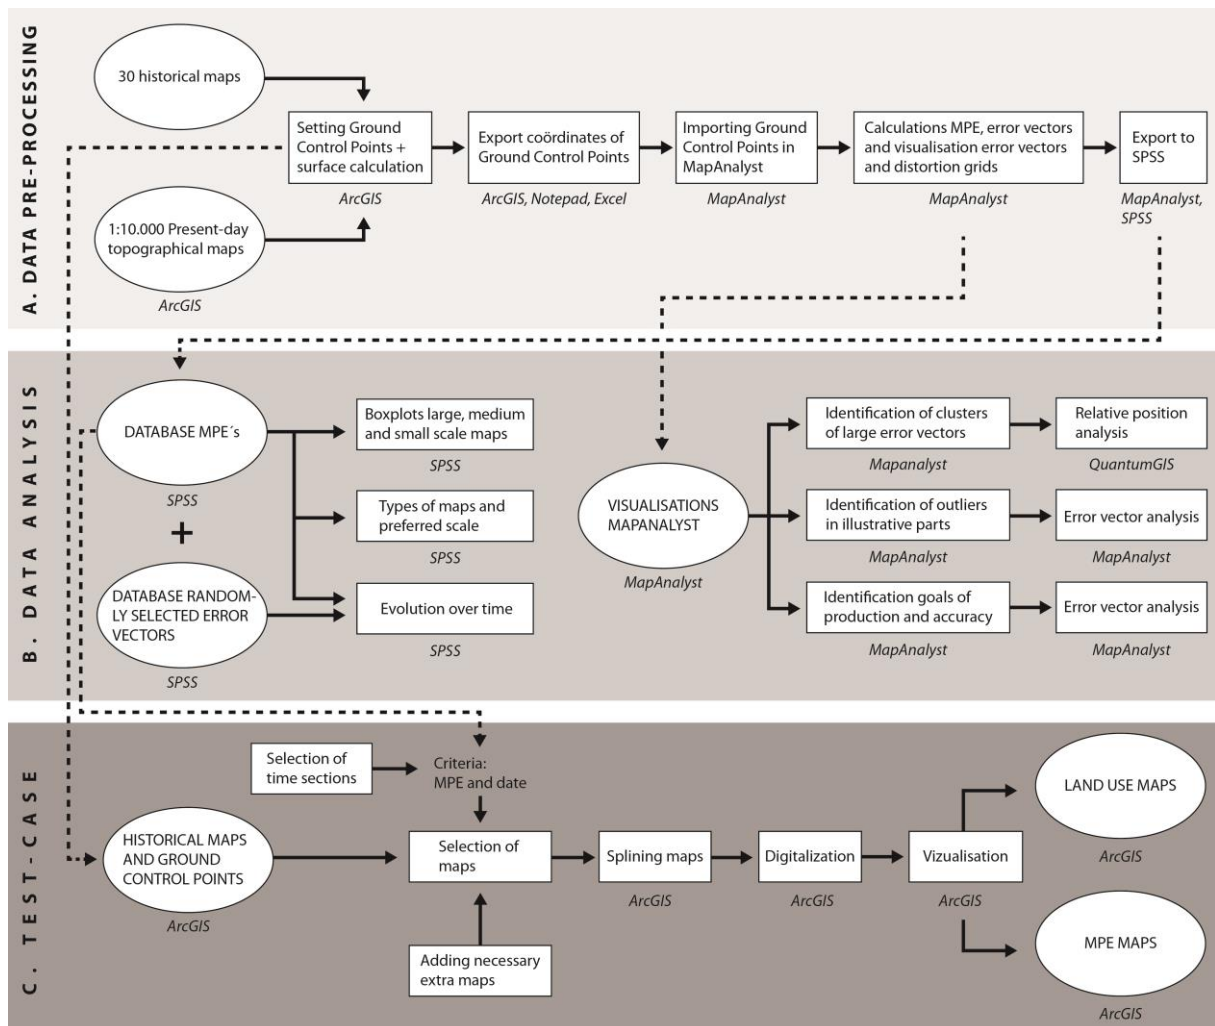 A. DATA PRE-PROCESSING
30 historical maps
1:10.000 Present-day
topographical maps
ArcGIS
Setting Ground
Control Points +
surface calculation
ArcGIS
Export coördinates of
Ground Control Points
ArcGIS, Notepad, Excel
Importing Ground
Control Points in
MapAnalyst
MapAnalyst
Calculations MPE, error vectors
and visualisation error vectors
and distortion grids
MapAnalyst
Export to
SPSS
MapAnalyst,
SPSS
B. DATA ANALYSIS
DATABASE MPE´s
SPSS
+
DATABASE RANDOM-
LY SELECTED ERROR
VECTORS
SPSS
Boxplots large, medium
and small scale maps
SPSS
Types of maps and
preferred scale
SPSS
Evolution over time
SPSS
VISUALISATIONS
MAPANALYST
MapAnalyst
Identification of clusters
of large error vectors
Mapanalyst
Relative position
analysis
QuantumGIS
Identification of outliers
in illustrative parts
MapAnalyst
Error vector analysis
MapAnalyst
Identification goals of
production and accuracy
MapAnalyst
Error vector analysis
MapAnalyst
C. TEST-CASE
Selection of
time sections
Criteria:
MPE and date
HISTORICAL MAPS
AND GROUND
CONTROL POINTS
ArcGIS
Selection of
maps
Adding necessary
extra maps
Splining maps
ArcGIS
Digitalization
ArcGIS
Vizualisation
ArcGIS
LAND USE MAPS
ArcGIS
MPE MAPS
ArcGIS